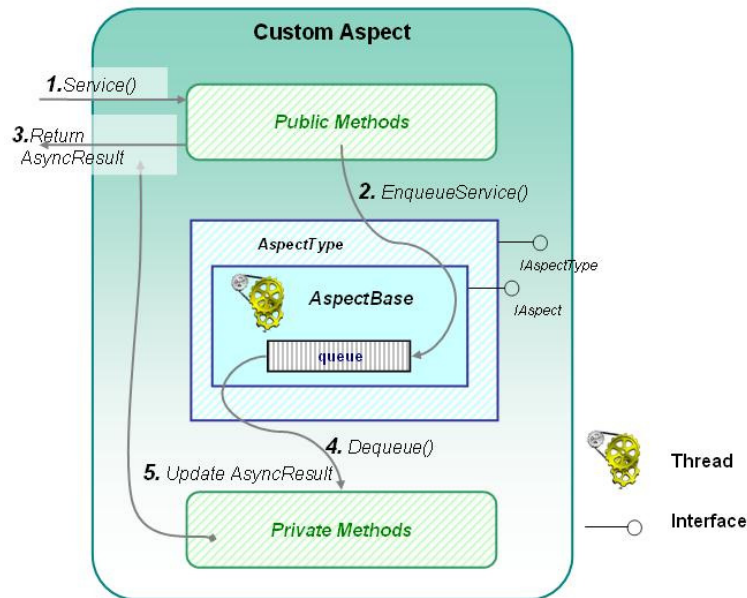 Custom Aspect
1.Service()
Public Methods
3.Return
AsyncResult
2. EnqueueService()
AspectType
IAspectType
AspectBase
IAspect
queue
4. Dequeue()
5. Update AsyncResult
Private Methods
Thread
Interface